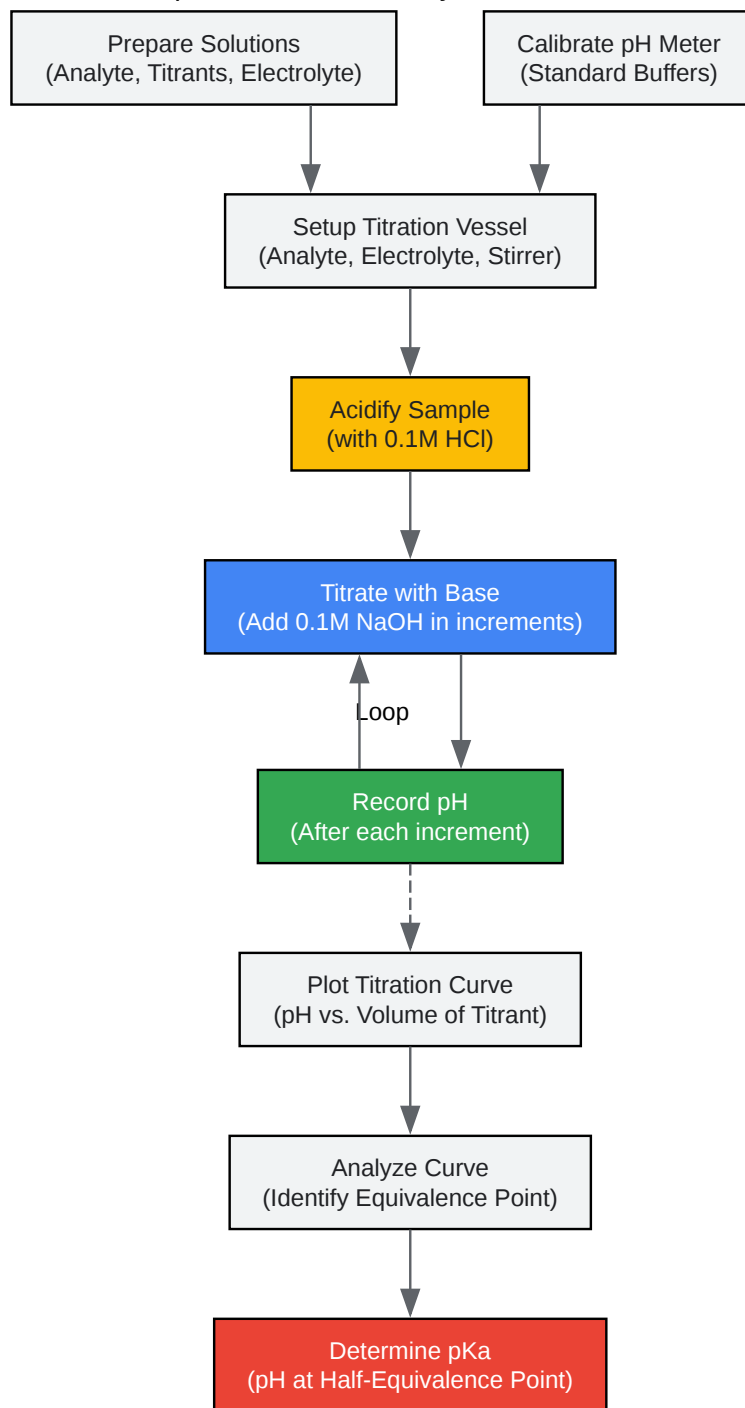 Prepare Solutions
(Analyte, Titrants, Electrolyte)
Calibrate pH Meter
(Standard Buffers)
Setup Titration Vessel
(Analyte, Electrolyte, Stirrer)
Acidify Sample
(with 0.1M HCl)
Titrate with Base
(Add 0.1M NaOH in increments)
Loop
Record pH
(After each increment)
Plot Titration Curve
(pH vs. Volume of Titrant)
Analyze Curve
(Identify Equivalence Point)
Determine pKa
(pH at Half-Equivalence Point)